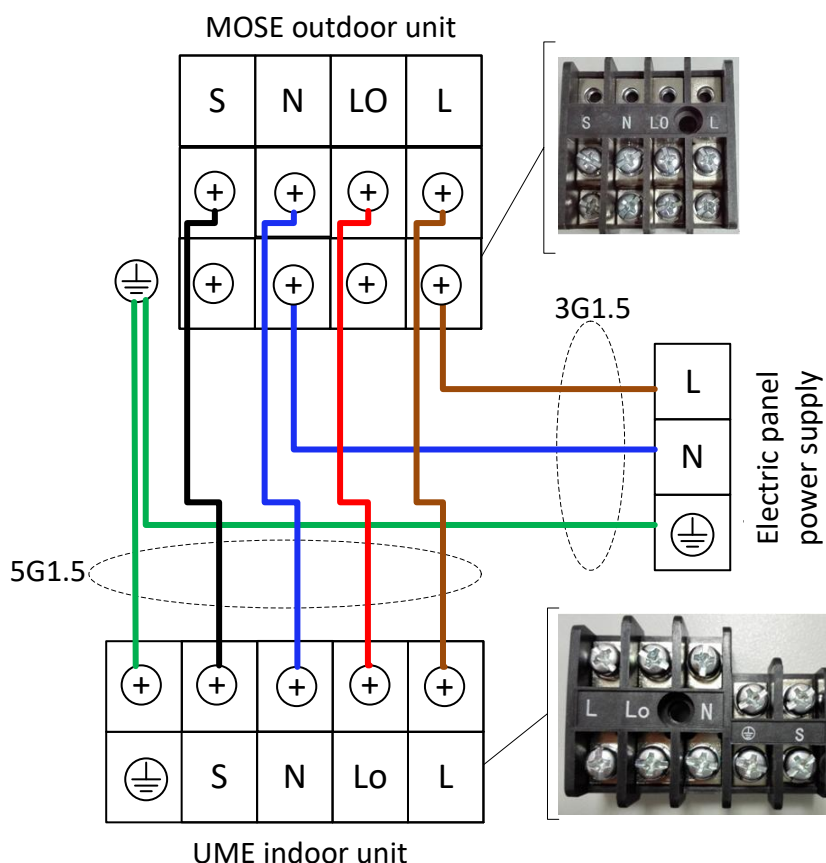 MOSE outdoor unit
S N LO L
S N LO L
3G1.5
L
N
Electric panel
power supply
5G1.5
L Lo N
S
S N Lo L
UME indoor unit